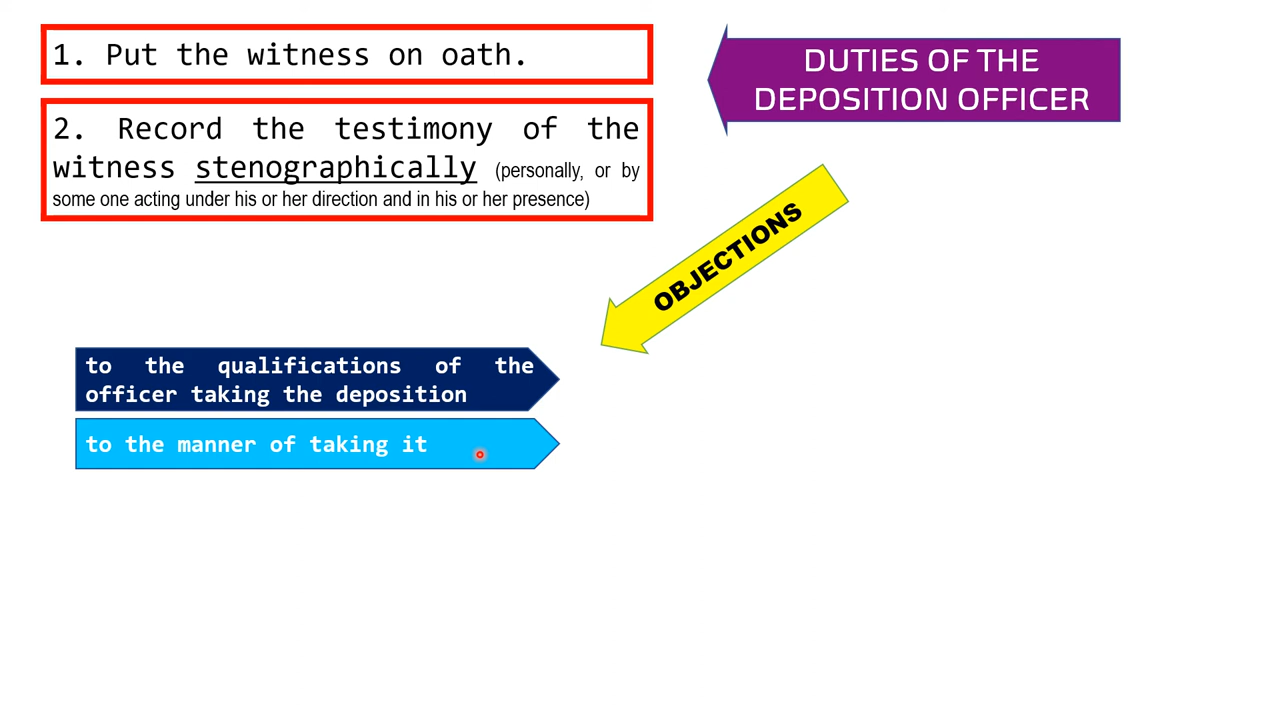 1. Put the witness on oath.
DUTIES OF THE
DEPOSITION OFFICER
2. Record the testimony of the
witness stenographically (personally, or by
some one acting under his or her direction and in his or her presence)
OBJECTIONS
to the qualifications of the
officer taking the deposition
to the manner of taking it